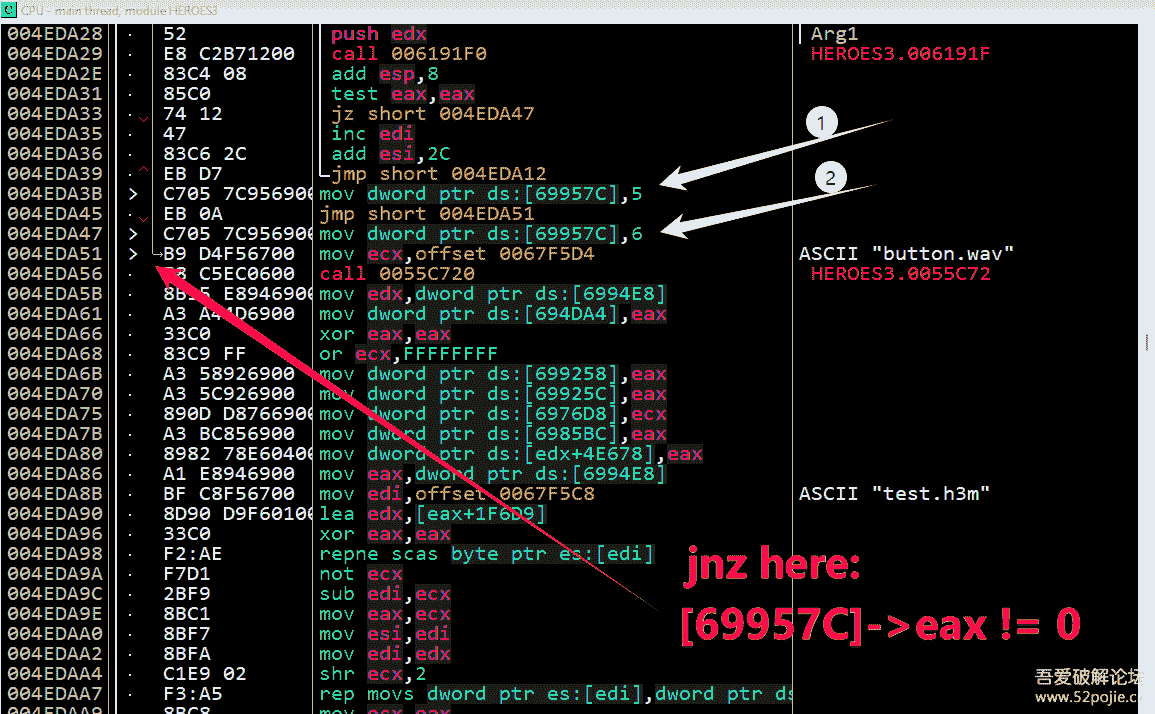 C CPU - main thread, module HEROES3
004EDA28 · 52 push edx Arg1
004EDA29 · E8 C2B71200 call 006191F0 HEROES3.006191F
004EDA2E · 83C4 08 add esp,8
004EDA31 · 85C0 test eax,eax
004EDA33 · 74 12 jz short 004EDA47
004EDA35 · 47 inc edi
004EDA36 · 83C6 2C add esi,2C
004EDA39 · EB D7 jmp short 004EDA12
004EDA3B > C705 7C956900 mov dword ptr ds:[69957C],5
004EDA45 · EB 0A jmp short 004EDA51
004EDA47 > C705 7C956900 mov dword ptr ds:[69957C],6
004EDA51 > B9 D4F56700 mov ecx,offset 0067F5D4 ASCII "button.wav"
004EDA56 · C5EC0600 call 0055C720 HEROES3.0055C72
004EDA5B · E8946900 mov edx,dword ptr ds:[6994E8]
004EDA61 · A3 mov dword ptr ds:[694DA4],eax
004EDA66 · 33C0 xor eax,eax
004EDA68 · 83C9 FF or ecx,FFFFFFFF
004EDA6B · A3 58926900 mov dword ptr ds:[699258],eax
004EDA70 · A3 5C926900 mov dword ptr ds:[69925C],eax
004EDA75 · 890D D8766900 mov dword ptr ds:[6976D8],ecx
004EDA7B · A3 BC856900 mov dword ptr ds:[6985BC],eax
004EDA80 · 8982 78E60400 mov dword ptr ds:[edx+4E678],eax
004EDA86 · A1 E8946900 mov eax,dword ptr ds:[6994E8]
004EDA8B · BF C8F56700 mov edi,offset 0067F5C8 ASCII "test.h3m"
004EDA90 · 8D90 D9F60100 lea edx,[eax+1F6D9]
004EDA96 · 33C0 xor eax,eax
004EDA98 · F2:AE repne scas byte ptr es:[edi]
004EDA9A · F7D1 not ecx
004EDA9C · 2BF9 sub edi,ecx
004EDA9E · 8BC1 mov eax,ecx
004EDAA0 · 8BF7 mov esi,edi
004EDAA2 · 8BFA mov edi,edx
004EDAA4 · C1E9 02 shr ecx,2
004EDAA7 · F3:A5 rep movs dword ptr es:[edi],dword ptr ds
1
2
jnz here:
[69957C]->eax != 0
吾爱破解论坛
www.52pojie.c